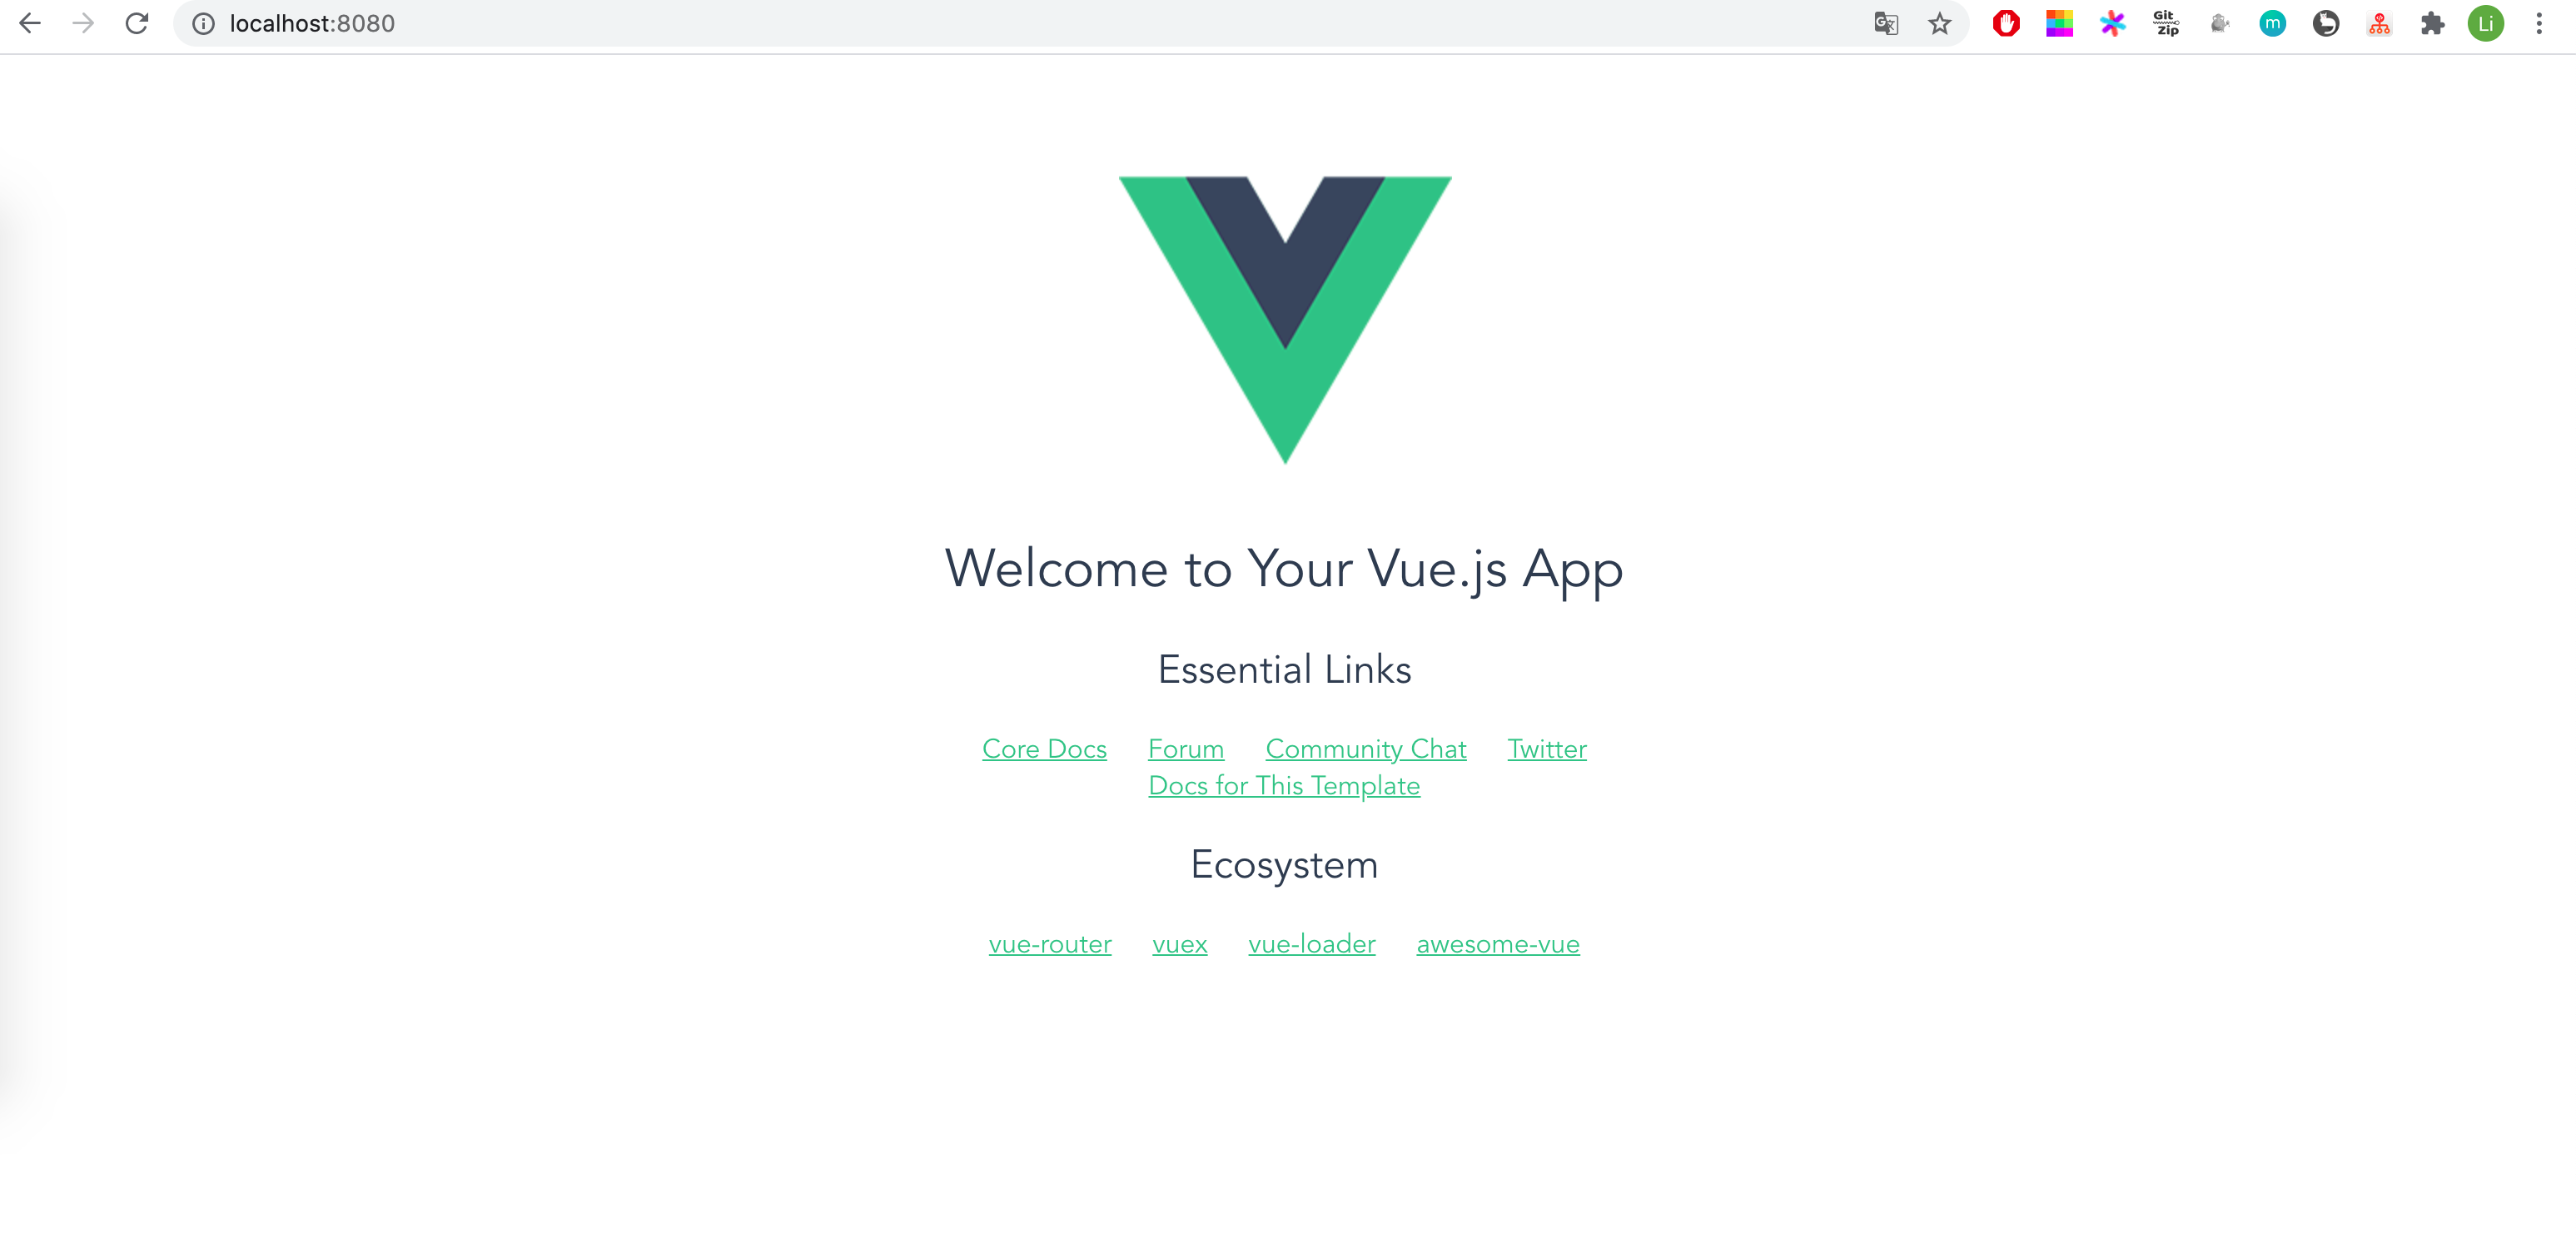 localhost:8080
Git
Zip
m
Li
Welcome to Your Vue.js App
Essential Links
Core Docs Forum Community Chat Twitter
Docs for This Template
Ecosystem
vue-router vuex vue-loader awesome-vue